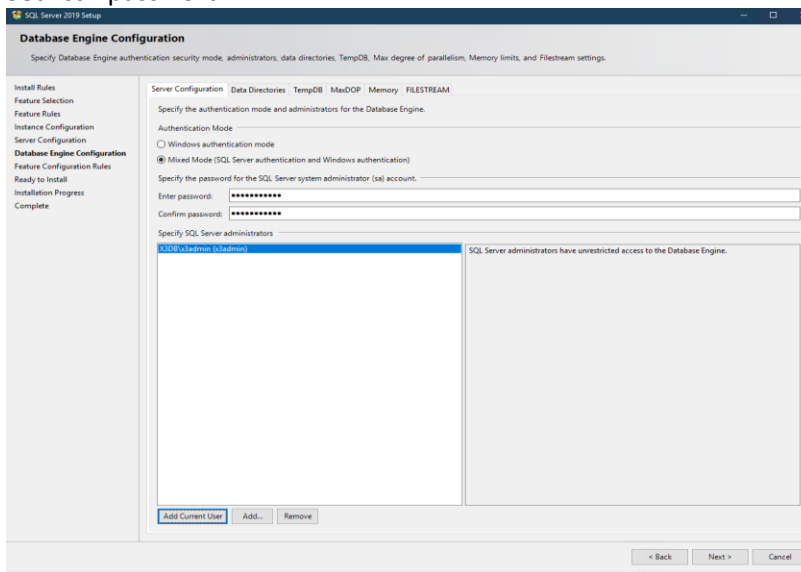 SQL Server 2019 Setup
Database Engine Configuration
Specify Database Engine authentication security mode, administrators, data directories, TempDB, Max degree of parallelism, Memory limits, and Filestream settings.
Install Rules
Feature Selection
Feature Rules
Instance Configuration
Server Configuration
Database Engine Configuration
Feature Configuration Rules
Ready to Install
Installation Progress
Complete
Server Configuration Data Directories TempDB MaxDOP Memory FILESTREAM
Specify the authentication mode and administrators for the Database Engine.
Authentication Mode
Windows authentication mode
Mixed Mode (SQL Server authentication and Windows authentication)
Specify the password for the SQL Server system administrator (sa) account.
Enter password: •••••••••••
Confirm password: •••••••••••
Specify SQL Server administrators
X3DB\x3admin (x3admin)
SQL Server administrators have unrestricted access to the Database Engine.
Add Current User Add... Remove
< Back Next > Cancel